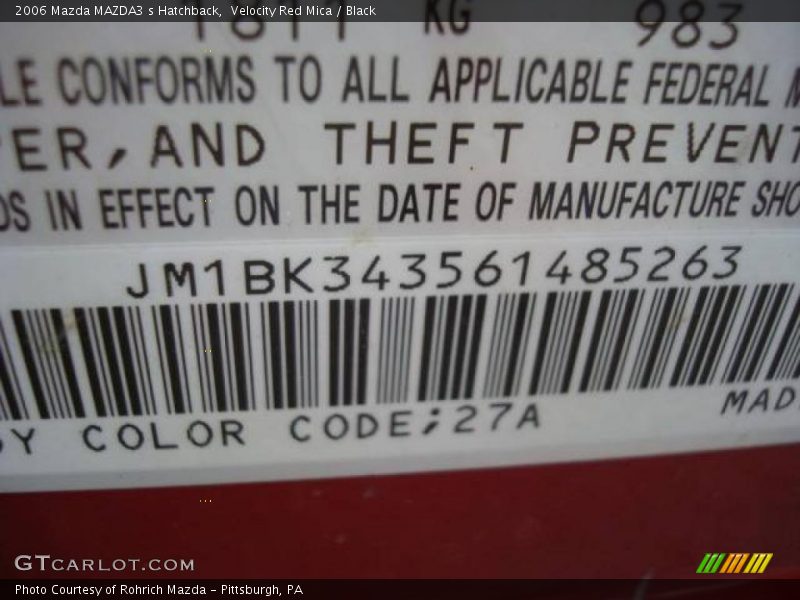 2006 Mazda MAZDA3 s Hatchback, Velocity Red Mica / Black
KG 983
LE CONFORMS TO ALL APPLICABLE FEDERAL M
ER, AND THEFT PREVENT
DS IN EFFECT ON THE DATE OF MANUFACTURE SHO
JM1BK343561485263
DY COLOR CODE;27A MAD
GTCARLOT.COM
Photo Courtesy of Rohrich Mazda - Pittsburgh, PA